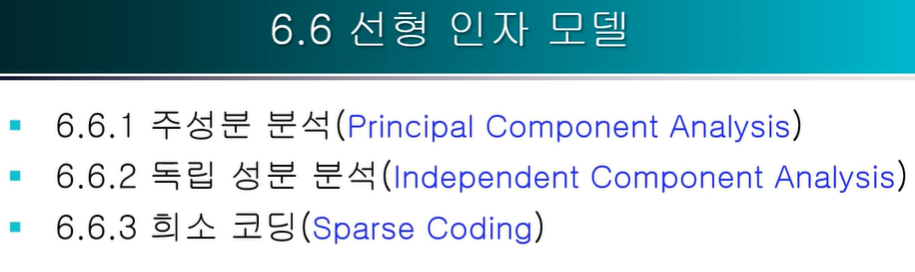 6.6 선형 인자 모델
6.6.1 주성분 분석(Principal Component Analysis)
6.6.2 독립 성분 분석(Independent Component Analysis)
6.6.3 희소 코딩(Sparse Coding)